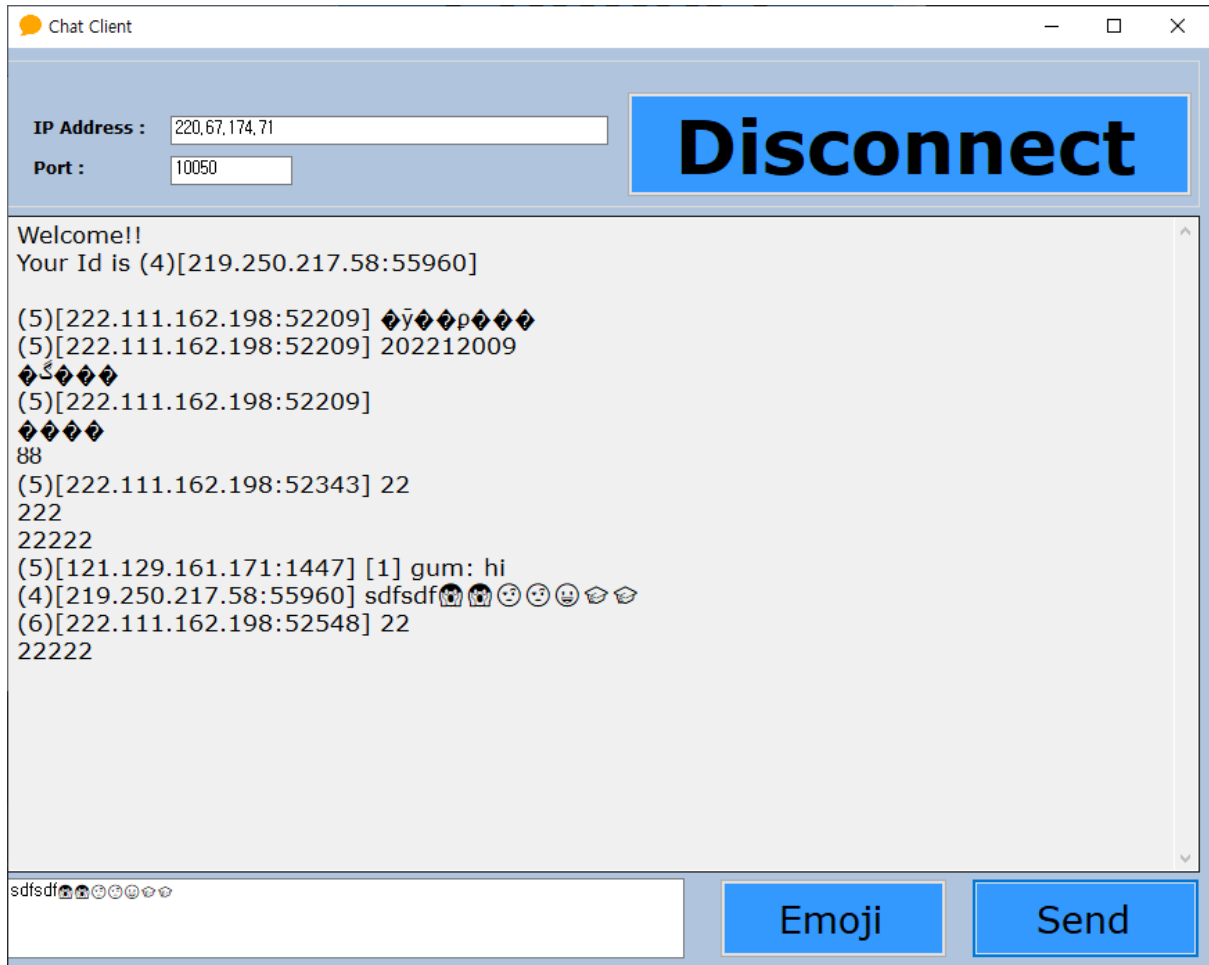 Chat Client
IP Address :
220,67,174,71
Port :
10050
Disconnect
Welcome!!
Your Id is (4)[219.250.217.58:55960]
(5)[222.111.162.198:52209] �ȳ��ϼ���
(5)[222.111.162.198:52209] 202212009
�ݰ���
(5)[222.111.162.198:52209]
����
88
(5)[222.111.162.198:52343] 22
222
22222
(5)[121.129.161.171:1447] [1] gum: hi
(4)[219.250.217.58:55960] sdfsdf😱😱🤨🤨😀🎓🎓
(6)[222.111.162.198:52548] 22
22222
sdfsdf😱😱🤨🤨😀🎓🎓
Emoji
Send